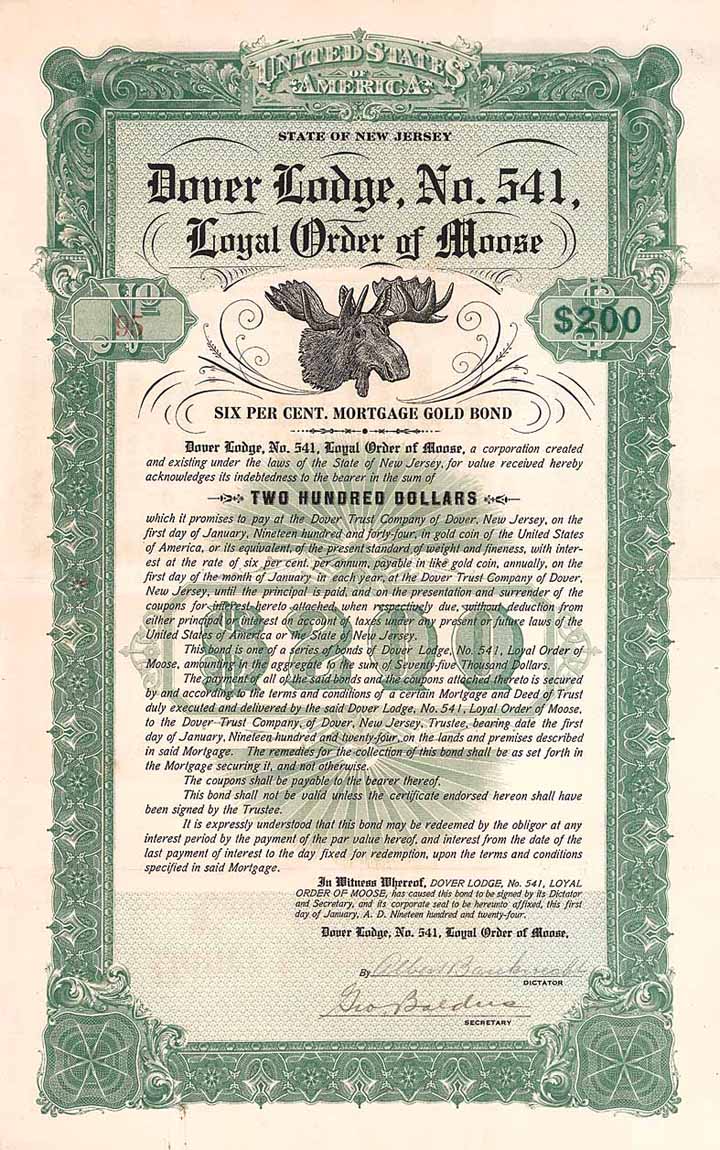 UNITED STATES
OF
AMERICA
STATE OF NEW JERSEY
Dover Lodge, No. 541,
Loyal Order of Moose
No
95
$200
SIX PER CENT. MORTGAGE GOLD BOND
Dover Lodge, No. 541, Loyal Order of Moose, a corporation created
and existing under the laws of the State of New Jersey, for value received hereby
acknowledges its indebtedness to the bearer in the sum of
TWO HUNDRED DOLLARS
which it promises to pay at the Dover Trust Company of Dover, New Jersey, on the
first day of January, Nineteen hundred and forty-four, in gold coin of the United States
of America, or its equivalent, of the present standard of weight and fineness, with inter-
est at the rate of six per cent. per annum, payable in like gold coin, annually, on the
first day of the month of January in each year, at the Dover Trust Company of Dover,
New Jersey, until the principal is paid, and on the presentation and surrender of the
coupons for interest hereto attached, when respectively due, without deduction from
either principal or interest on account of taxes under any present or future laws of the
United States of America or the State of New Jersey.
$200
This bond is one of a series of bonds of Dover Lodge, No. 541, Loyal Order of
Moose, amounting in the aggregate to the sum of Seventy-five Thousand Dollars.
The payment of all of the said bonds and the coupons attached thereto is secured
by and according to the terms and conditions of a certain Mortgage and Deed of Trust
duly executed and delivered by the said Dover Lodge, No. 541, Loyal Order of Moose,
to the Dover Trust Company, of Dover, New Jersey, Trustee, bearing date the first
day of January, Nineteen hundred and twenty-four, on the lands and premises described
in said Mortgage. The remedies for the collection of this bond shall be as set forth in
the Mortgage securing it, and not otherwise.
The coupons shall be payable to the bearer thereof.
This bond shall not be valid unless the certificate endorsed hereon shall have
been signed by the Trustee.
It is expressly understood that this bond may be redeemed by the obligor at any
interest period by the payment of the par value hereof, and interest from the date of the
last payment of interest to the day fixed for redemption, upon the terms and conditions
specified in said Mortgage.
In Witness Whereof, DOVER LODGE, No. 541, LOYAL
ORDER OF MOOSE, has caused this bond to be signed by its Dictator
and Secretary, and its corporate seal to be hereunto affixed, this first
day of January, A. D. Nineteen hundred and twenty-four.
Dover Lodge, No. 541, Loyal Order of Moose,
By Albert
DICTATOR
Geo. Baldus
SECRETARY